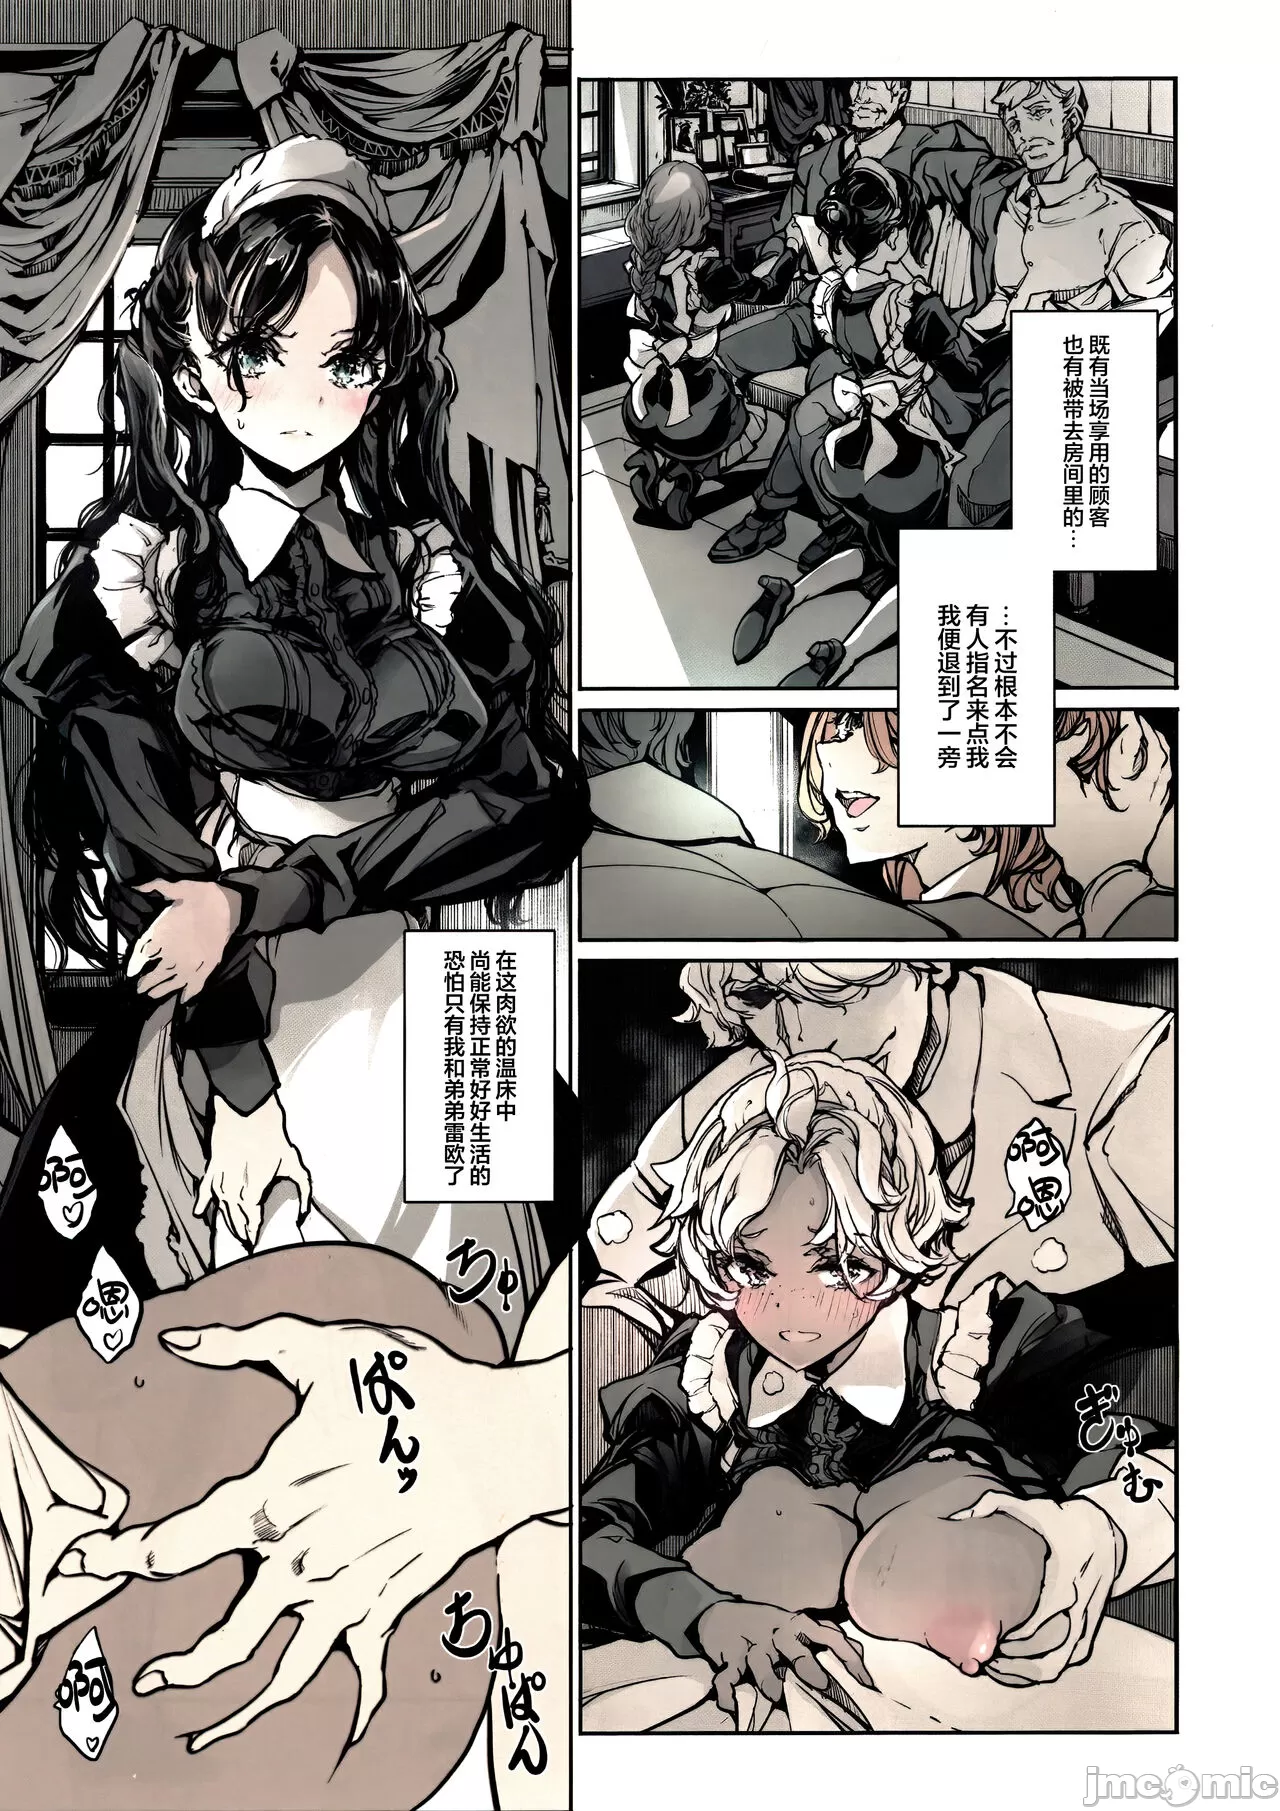 既有当场享用的顾客
也有被带去房间里的…
…不过根本不会
有人指名来点我
我便退到了一旁
啊
嗯
ぎゅむ
在这肉欲的温床中
尚能保持正常好好生活的
恐怕只有我和弟弟雷欧了
啊♡
嗯♡
ちゅ
ぱんッ
ちゅぱん
啊♡
jmcomic